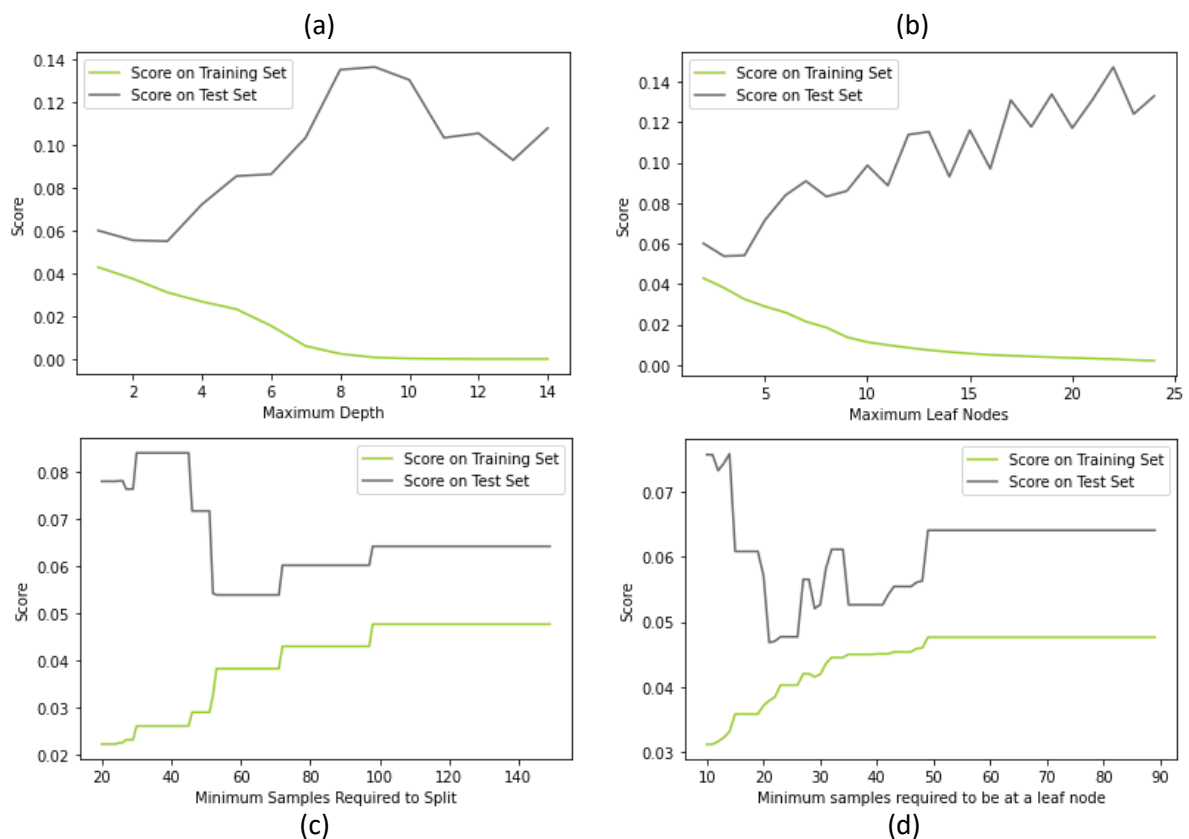 (a)
Score on Training Set
Score on Test Set
0.14
0.12
0.10
0.08
0.06
0.04
0.02
0.00
Score
2 4 6 8 10 12 14
Maximum Depth
(b)
Score on Training Set
Score on Test Set
0.14
0.12
0.10
0.08
0.06
0.04
0.02
0.00
Score
5 10 15 20 25
Maximum Leaf Nodes
Score on Training Set
Score on Test Set
0.08
0.07
0.06
0.05
0.04
0.03
0.02
Score
20 40 60 80 100 120 140
Minimum Samples Required to Split
(c)
Score on Training Set
Score on Test Set
0.07
0.06
0.05
0.04
0.03
Score
10 20 30 40 50 60 70 80 90
Minimum samples required to be at a leaf node
(d)